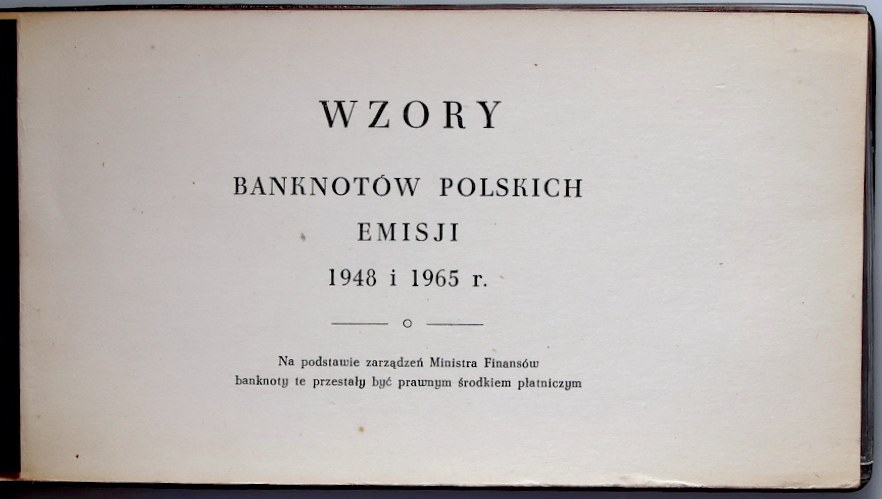 WZORY
BANKNOTÓW POLSKICH
EMISJI
1948 i 1965 r.
Na podstawie zarządzeń Ministra Finansów
banknoty te przestały być prawnym środkiem płatniczym